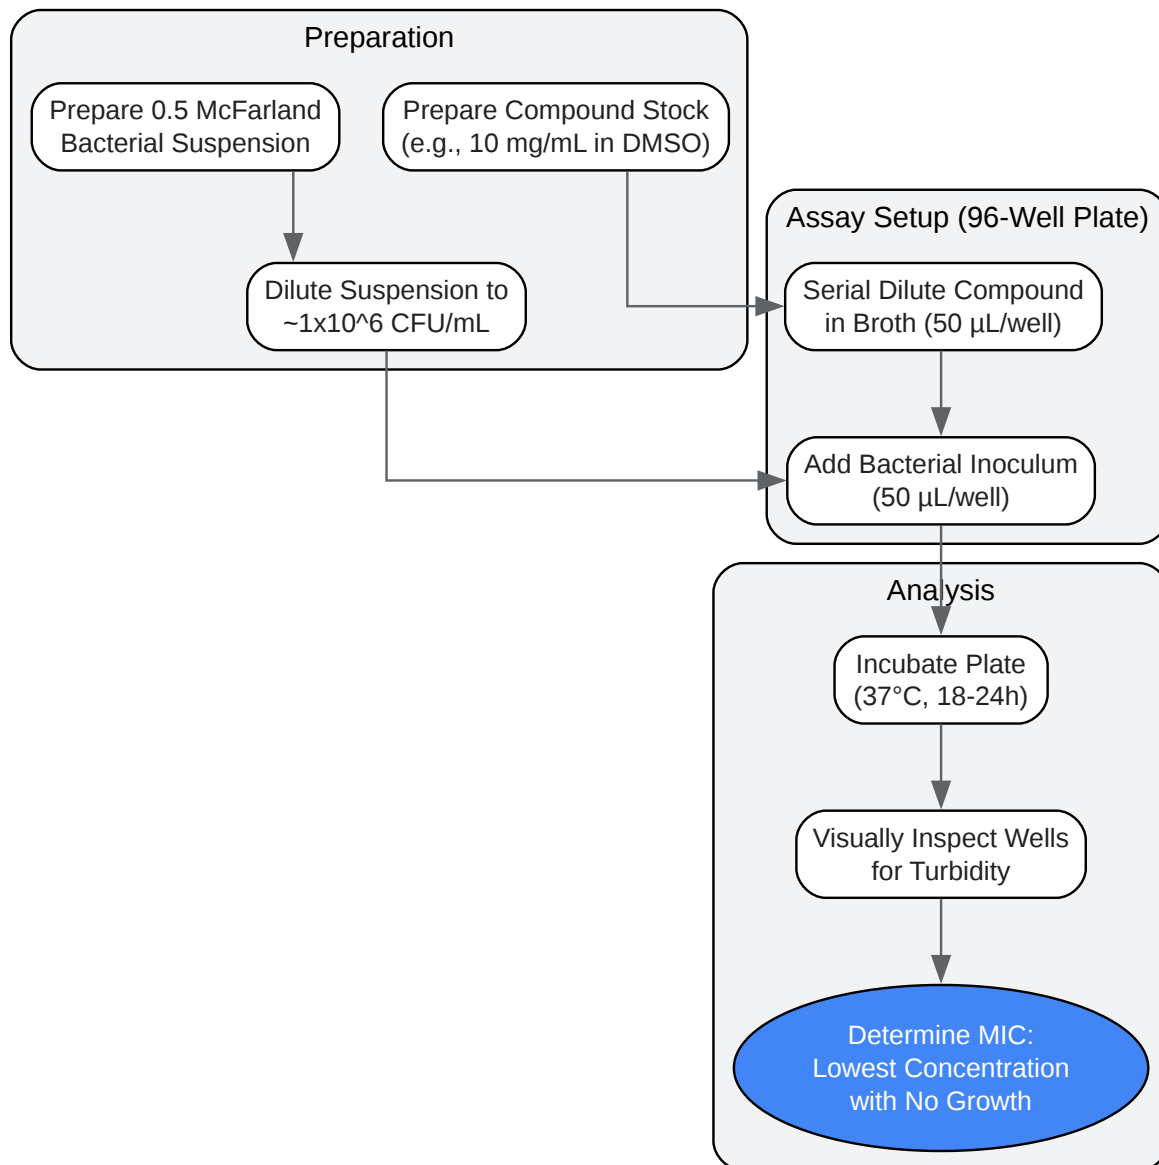 Preparation
Prepare 0.5 McFarland
Bacterial Suspension
Prepare Compound Stock
(e.g., 10 mg/mL in DMSO)
Dilute Suspension to
~1x10^6 CFU/mL
Assay Setup (96-Well Plate)
Serial Dilute Compound
in Broth (50 µL/well)
Add Bacterial Inoculum
(50 µL/well)
Analysis
Incubate Plate
(37°C, 18-24h)
Visually Inspect Wells
for Turbidity
Determine MIC:
Lowest Concentration
with No Growth